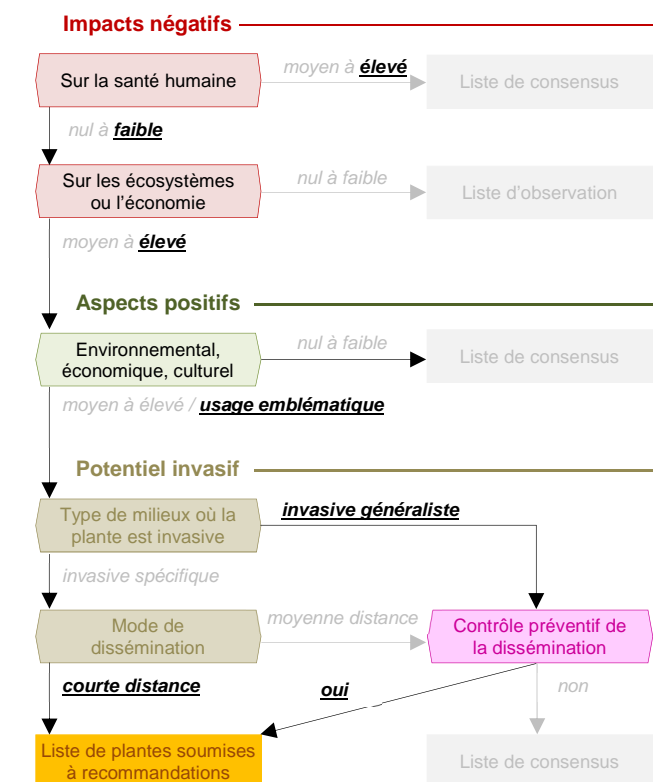 Impacts négatifs
Sur la santé humaine
moyen à élevé
Liste de consensus
nul à faible
Sur les écosystèmes
ou l'économie
nul à faible
Liste d'observation
moyen à élevé
Aspects positifs
Environnemental,
économique, culturel
nul à faible
Liste de consensus
moyen à élevé / usage emblématique
Potentiel invasif
Type de milieux où la
plante est invasive
invasive généraliste
invasive spécifique
Mode de
dissémination
moyenne distance
Contrôle préventif de
la dissémination
courte distance
oui
non
Liste de plantes soumises
à recommandations
Liste de consensus